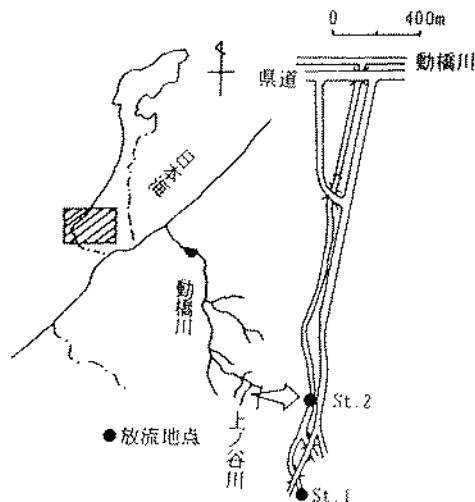 0 400m
動橋川
県道
日本海
動橋川
上ノ谷川
St.2
●放流地点
St.1